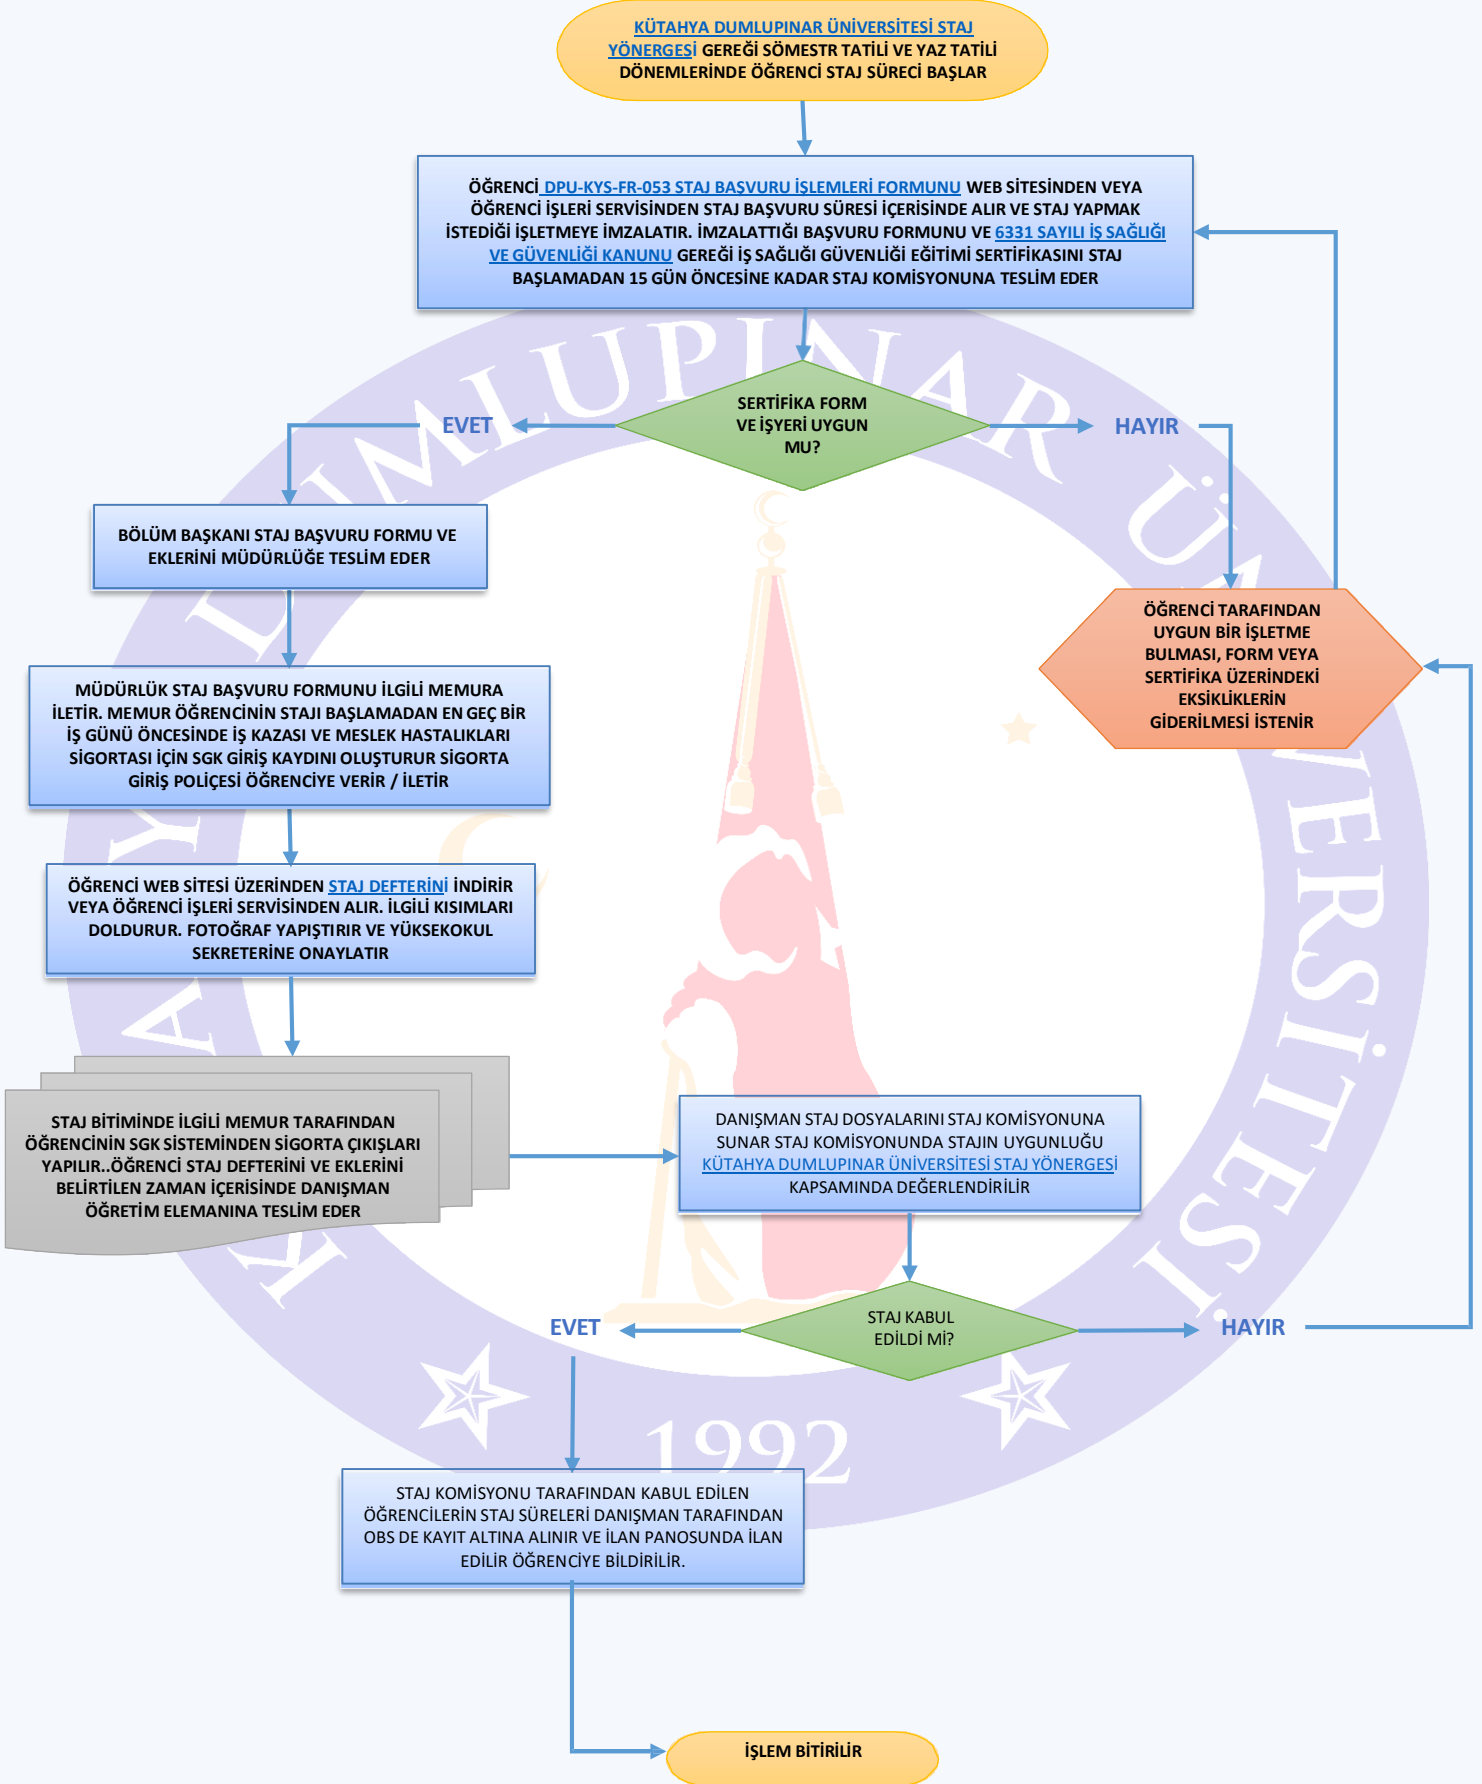 KÜTAHYA DUMLUPINAR ÜNİVERSİTESİ STAJ
YÖNERGESİ GEREĞİ SÖMESTR TATİLİ VE YAZ TATİLİ
DÖNEMLERİNDE ÖĞRENCİ STAJ SÜRECİ BAŞLAR
ÖĞRENCİ DPU-KYS-FR-053 STAJ BAŞVURU İŞLEMLERİ FORMUNU WEB SİTESİNDEN VEYA
ÖĞRENCİ İŞLERİ SERVİSİNDEN STAJ BAŞVURU SÜRESİ İÇERİSİNDE ALIR VE STAJ YAPMAK
İSTEDİĞİ İŞLETMEYE İMZALATIR. İMZALATTIĞI BAŞVURU FORMUNU VE 6331 SAYILI İŞ SAĞLIĞI
VE GÜVENLİĞİ KANUNU GEREĞİ İŞ SAĞLIĞI GÜVENLİĞİ EĞİTİMİ SERTİFİKASINI STAJ
BAŞLAMADAN 15 GÜN ÖNCESİNE KADAR STAJ KOMİSYONUNA TESLİM EDER
SERTİFİKA FORM
VE İŞYERİ UYGUN
MU?
EVET
HAYIR
BÖLÜM BAŞKANI STAJ BAŞVURU FORMU VE
EKLERİNİ MÜDÜRLÜĞE TESLİM EDER
ÖĞRENCİ TARAFINDAN
UYGUN BİR İŞLETME
BULMASI, FORM VEYA
SERTİFİKA ÜZERİNDEKİ
EKSİKLİKLERİN
GİDERİLMESİ İSTENİR
MÜDÜRLÜK STAJ BAŞVURU FORMUNU İLGİLİ MEMURA
İLETİR. MEMUR ÖĞRENCİNİN STAJI BAŞLAMADAN EN GEÇ BİR
İŞ GÜNÜ ÖNCESİNDE İŞ KAZASI VE MESLEK HASTALIKLARI
SİGORTASI İÇİN SGK GİRİŞ KAYDINI OLUŞTURUR SİGORTA
GİRİŞ POLİÇESİ ÖĞRENCİYE VERİR / İLETİR
ÖĞRENCİ WEB SİTESİ ÜZERİNDEN STAJ DEFTERİNİ İNDİRİR
VEYA ÖĞRENCİ İŞLERİ SERVİSİNDEN ALIR. İLGİLİ KISIMLARI
DOLDURUR. FOTOĞRAF YAPIŞTIRIR VE YÜKSEKOKUL
SEKRETERİNE ONAYLATIR
STAJ BİTİMİNDE İLGİLİ MEMUR TARAFINDAN
ÖĞRENCİNİN SGK SİSTEMİNDEN SİGORTA ÇIKIŞLARI
YAPILIR..ÖĞRENCİ STAJ DEFTERİNİ VE EKLERİNİ
BELİRTİLEN ZAMAN İÇERİSİNDE DANIŞMAN
ÖĞRETİM ELEMANINA TESLİM EDER
DANIŞMAN STAJ DOSYALARINI STAJ KOMİSYONUNA
SUNAR STAJ KOMİSYONUNDA STAJIN UYGUNLUĞU
KÜTAHYA DUMLUPINAR ÜNİVERSİTESİ STAJ YÖNERGESİ
KAPSAMINDA DEĞERLENDİRİLİR
STAJ KABUL
EDİLDİ Mİ?
EVET
HAYIR
STAJ KOMİSYONU TARAFINDAN KABUL EDİLEN
ÖĞRENCİLERİN STAJ SÜRELERİ DANIŞMAN TARAFINDAN
OBS DE KAYIT ALTINA ALINIR VE İLAN PANOSUNDA İLAN
EDİLİR ÖĞRENCİYE BİLDİRİLİR.
İŞLEM BİTİRİLİR
1992